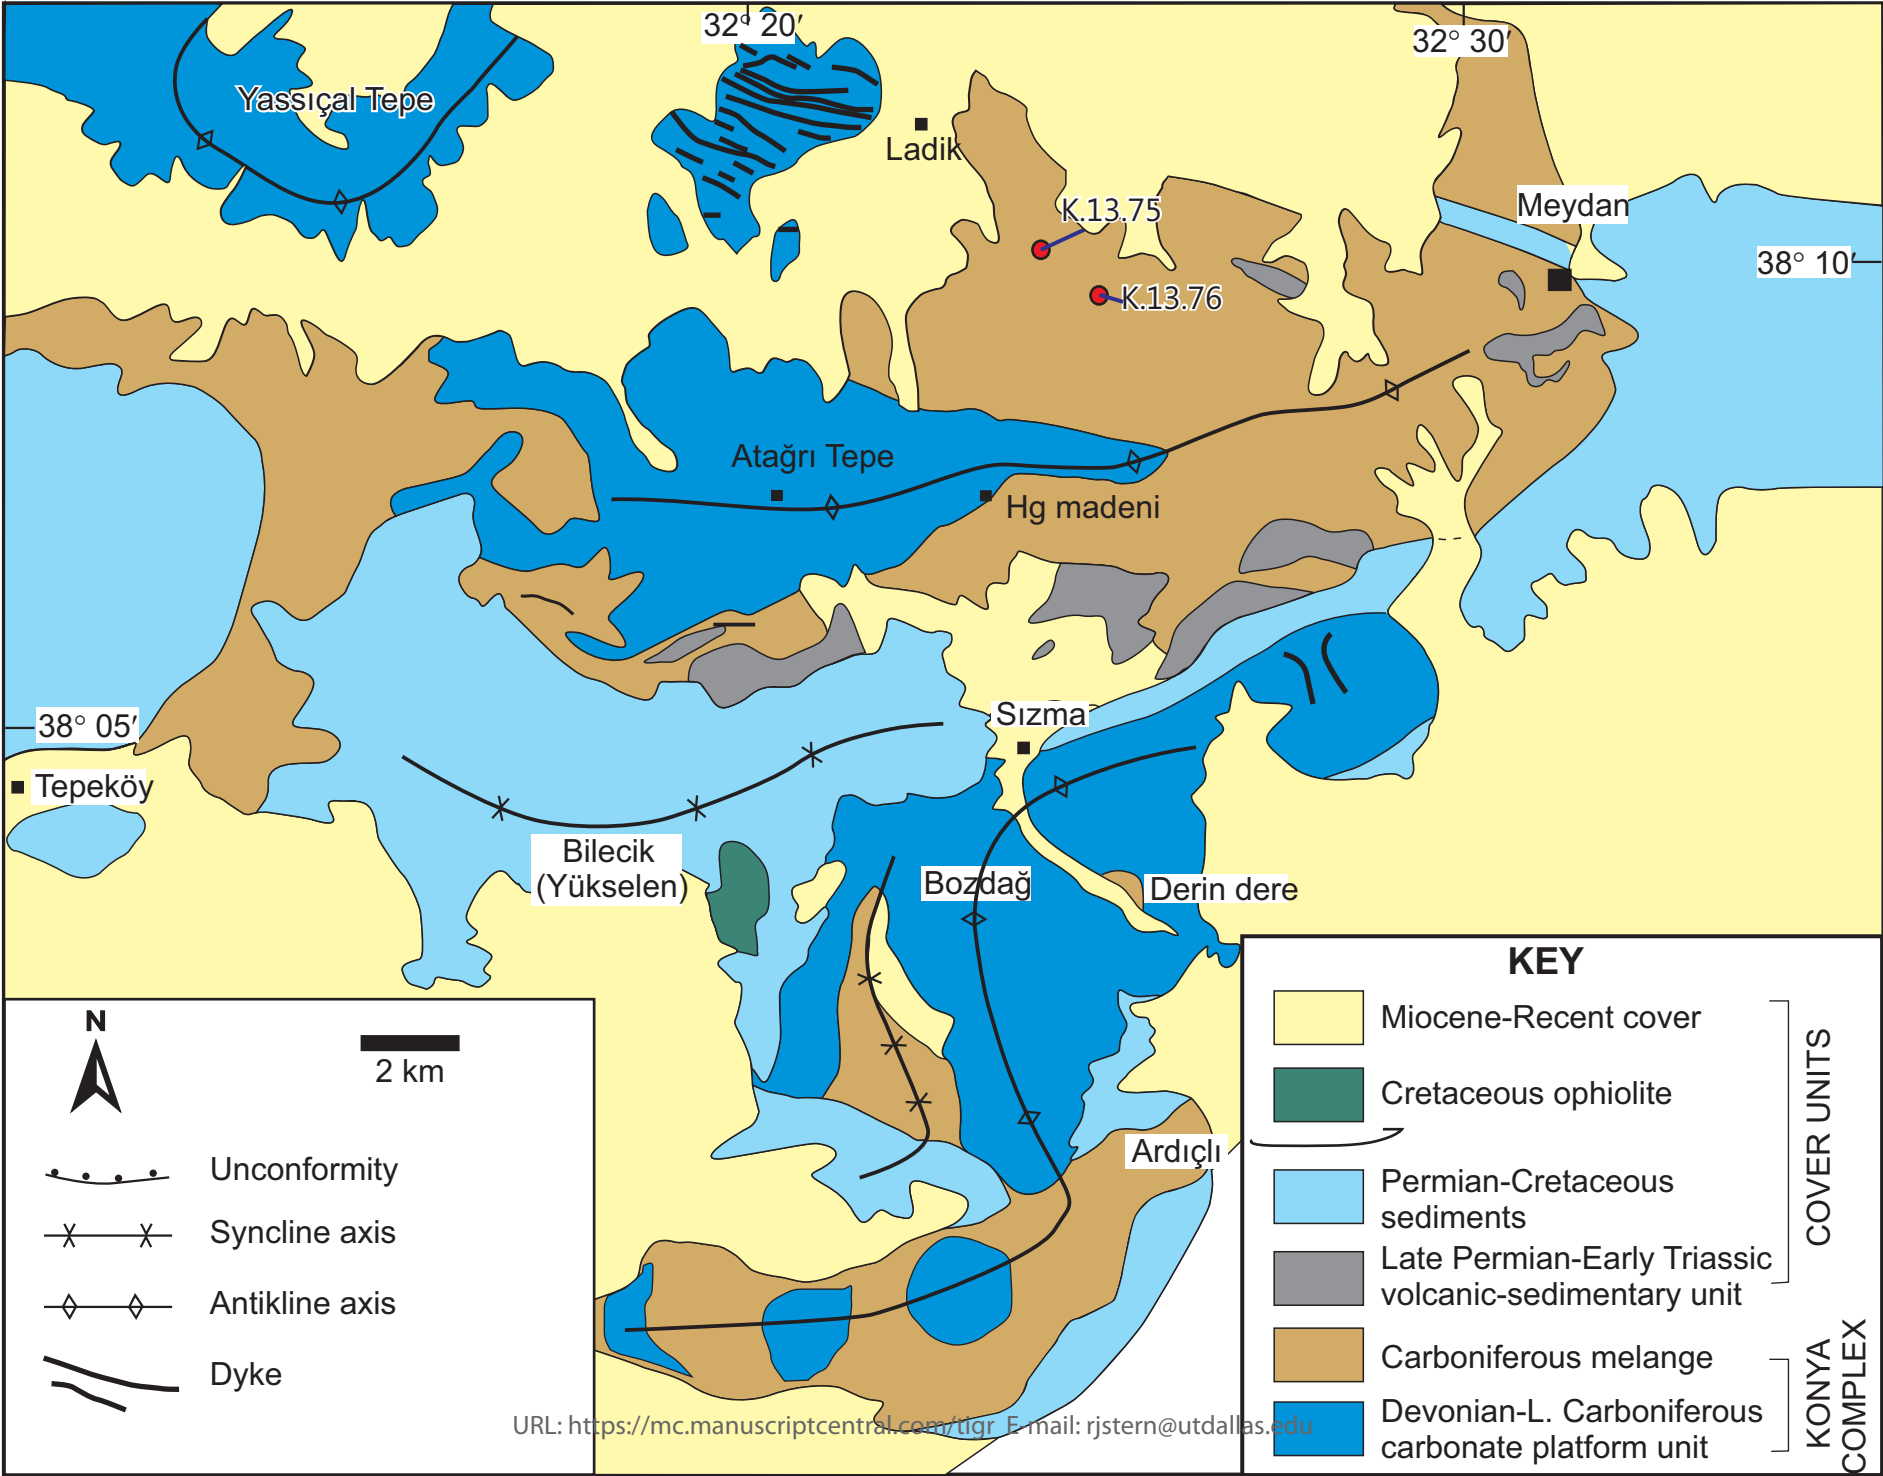 32° 20′
32° 30′
Yassıçal Tepe
Ladik
K.13.75
Meydan
38° 10′
K.13.76
Atağrı Tepe
Hg madeni
38° 05′
Sızma
Tepeköy
Bilecik
(Yükselen)
Bozdağ
Derin dere
Ardıçlı
N
2 km
Unconformity
Syncline axis
Antikline axis
Dyke
KEY
Miocene-Recent cover
Cretaceous ophiolite
Permian-Cretaceous
sediments
Late Permian-Early Triassic
volcanic-sedimentary unit
Carboniferous melange
Devonian-L. Carboniferous
carbonate platform unit
COVER UNITS
KONYA
COMPLEX
URL: https://mc.manuscriptcentral.com/tigr E-mail: rjstern@utdallas.edu